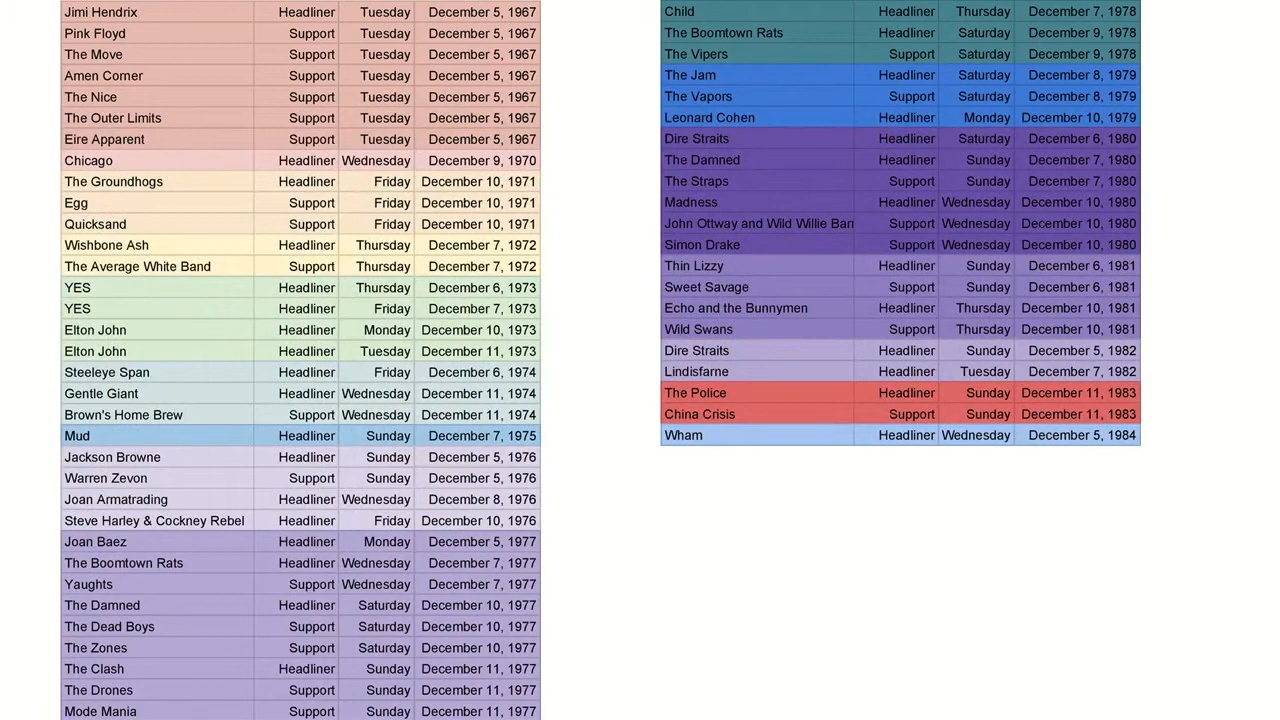 Jimi Hendrix Headliner Tuesday December 5, 1967
Pink Floyd Support Tuesday December 5, 1967
The Move Support Tuesday December 5, 1967
Amen Corner Support Tuesday December 5, 1967
The Nice Support Tuesday December 5, 1967
The Outer Limits Support Tuesday December 5, 1967
Eire Apparent Support Tuesday December 5, 1967
Chicago Headliner Wednesday December 9, 1970
The Groundhogs Headliner Friday December 10, 1971
Egg Support Friday December 10, 1971
Quicksand Support Friday December 10, 1971
Wishbone Ash Headliner Thursday December 7, 1972
The Average White Band Support Thursday December 7, 1972
YES Headliner Thursday December 6, 1973
YES Headliner Friday December 7, 1973
Elton John Headliner Monday December 10, 1973
Elton John Headliner Tuesday December 11, 1973
Steeleye Span Headliner Friday December 6, 1974
Gentle Giant Headliner Wednesday December 11, 1974
Brown's Home Brew Support Wednesday December 11, 1974
Mud Headliner Sunday December 7, 1975
Jackson Browne Headliner Sunday December 5, 1976
Warren Zevon Support Sunday December 5, 1976
Joan Armatrading Headliner Wednesday December 8, 1976
Steve Harley & Cockney Rebel Headliner Friday December 10, 1976
Joan Baez Headliner Monday December 5, 1977
The Boomtown Rats Headliner Wednesday December 7, 1977
Yaughts Support Wednesday December 7, 1977
The Damned Headliner Saturday December 10, 1977
The Dead Boys Support Saturday December 10, 1977
The Zones Support Saturday December 10, 1977
The Clash Headliner Sunday December 11, 1977
The Drones Support Sunday December 11, 1977
Mode Mania Support Sunday December 11, 1977
Child Headliner Thursday December 7, 1978
The Boomtown Rats Headliner Saturday December 9, 1978
The Vipers Support Saturday December 9, 1978
The Jam Headliner Saturday December 8, 1979
The Vapors Support Saturday December 8, 1979
Leonard Cohen Headliner Monday December 10, 1979
Dire Straits Headliner Saturday December 6, 1980
The Damned Headliner Sunday December 7, 1980
The Straps Support Sunday December 7, 1980
Madness Headliner Wednesday December 10, 1980
John Ottway and Wild Willie Ban Support Wednesday December 10, 1980
Simon Drake Support Wednesday December 10, 1980
Thin Lizzy Headliner Sunday December 6, 1981
Sweet Savage Support Sunday December 6, 1981
Echo and the Bunnymen Headliner Thursday December 10, 1981
Wild Swans Support Thursday December 10, 1981
Dire Straits Headliner Sunday December 5, 1982
Lindisfarne Headliner Tuesday December 7, 1982
The Police Headliner Sunday December 11, 1983
China Crisis Support Sunday December 11, 1983
Wham Headliner Wednesday December 5, 1984